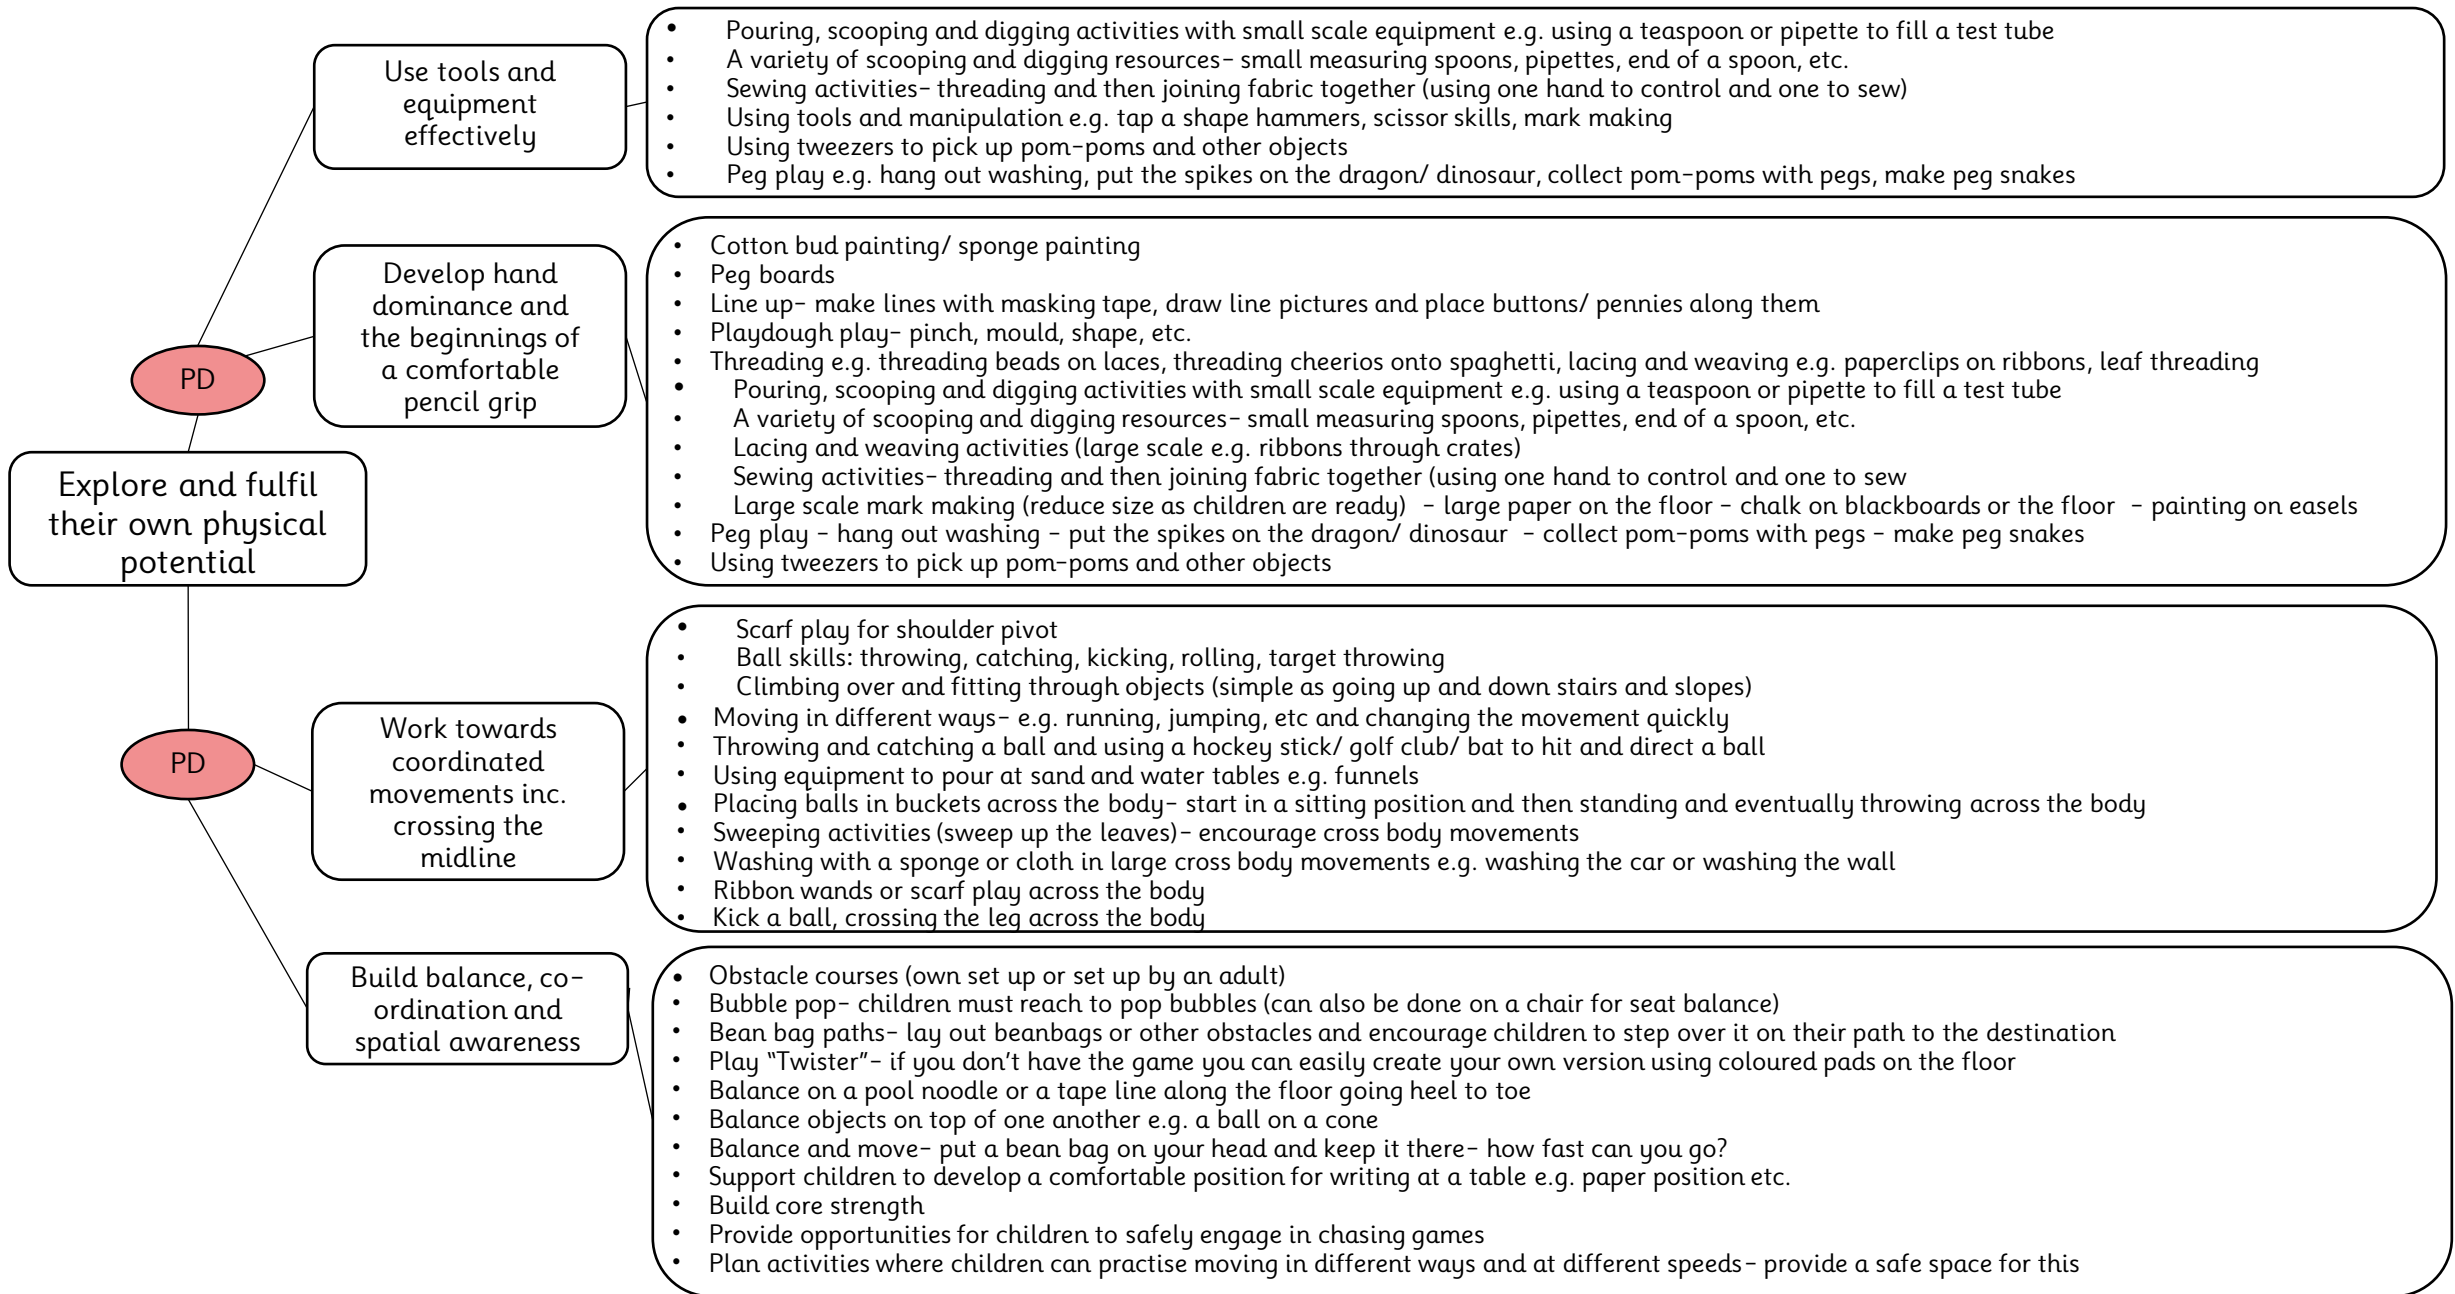 Use tools and
equipment
effectively
• Pouring, scooping and digging activities with small scale equipment e.g. using a teaspoon or pipette to fill a test tube
• A variety of scooping and digging resources- small measuring spoons, pipettes, end of a spoon, etc.
• Sewing activities- threading and then joining fabric together (using one hand to control and one to sew)
• Using tools and manipulation e.g. tap a shape hammers, scissor skills, mark making
• Using tweezers to pick up pom-poms and other objects
• Peg play e.g. hang out washing, put the spikes on the dragon/ dinosaur, collect pom-poms with pegs, make peg snakes
PD
Develop hand
dominance and
the beginnings of
a comfortable
pencil grip
• Cotton bud painting/ sponge painting
• Peg boards
• Line up- make lines with masking tape, draw line pictures and place buttons/ pennies along them
• Playdough play- pinch, mould, shape, etc.
• Threading e.g. threading beads on laces, threading cheerios onto spaghetti, lacing and weaving e.g. paperclips on ribbons, leaf threading
• Pouring, scooping and digging activities with small scale equipment e.g. using a teaspoon or pipette to fill a test tube
• A variety of scooping and digging resources- small measuring spoons, pipettes, end of a spoon, etc.
• Lacing and weaving activities (large scale e.g. ribbons through crates)
• Sewing activities- threading and then joining fabric together (using one hand to control and one to sew
• Large scale mark making (reduce size as children are ready) - large paper on the floor - chalk on blackboards or the floor - painting on easels
• Peg play - hang out washing - put the spikes on the dragon/ dinosaur - collect pom-poms with pegs - make peg snakes
• Using tweezers to pick up pom-poms and other objects
Explore and fulfil
their own physical
potential
PD
Work towards
coordinated
movements inc.
crossing the
midline
• Scarf play for shoulder pivot
• Ball skills: throwing, catching, kicking, rolling, target throwing
• Climbing over and fitting through objects (simple as going up and down stairs and slopes)
• Moving in different ways- e.g. running, jumping, etc and changing the movement quickly
• Throwing and catching a ball and using a hockey stick/ golf club/ bat to hit and direct a ball
• Using equipment to pour at sand and water tables e.g. funnels
• Placing balls in buckets across the body- start in a sitting position and then standing and eventually throwing across the body
• Sweeping activities (sweep up the leaves)- encourage cross body movements
• Washing with a sponge or cloth in large cross body movements e.g. washing the car or washing the wall
• Ribbon wands or scarf play across the body
• Kick a ball, crossing the leg across the body
Build balance, co-
ordination and
spatial awareness
• Obstacle courses (own set up or set up by an adult)
• Bubble pop- children must reach to pop bubbles (can also be done on a chair for seat balance)
• Bean bag paths- lay out beanbags or other obstacles and encourage children to step over it on their path to the destination
• Play “Twister”- if you don’t have the game you can easily create your own version using coloured pads on the floor
• Balance on a pool noodle or a tape line along the floor going heel to toe
• Balance objects on top of one another e.g. a ball on a cone
• Balance and move- put a bean bag on your head and keep it there- how fast can you go?
• Support children to develop a comfortable position for writing at a table e.g. paper position etc.
• Build core strength
• Provide opportunities for children to safely engage in chasing games
• Plan activities where children can practise moving in different ways and at different speeds- provide a safe space for this